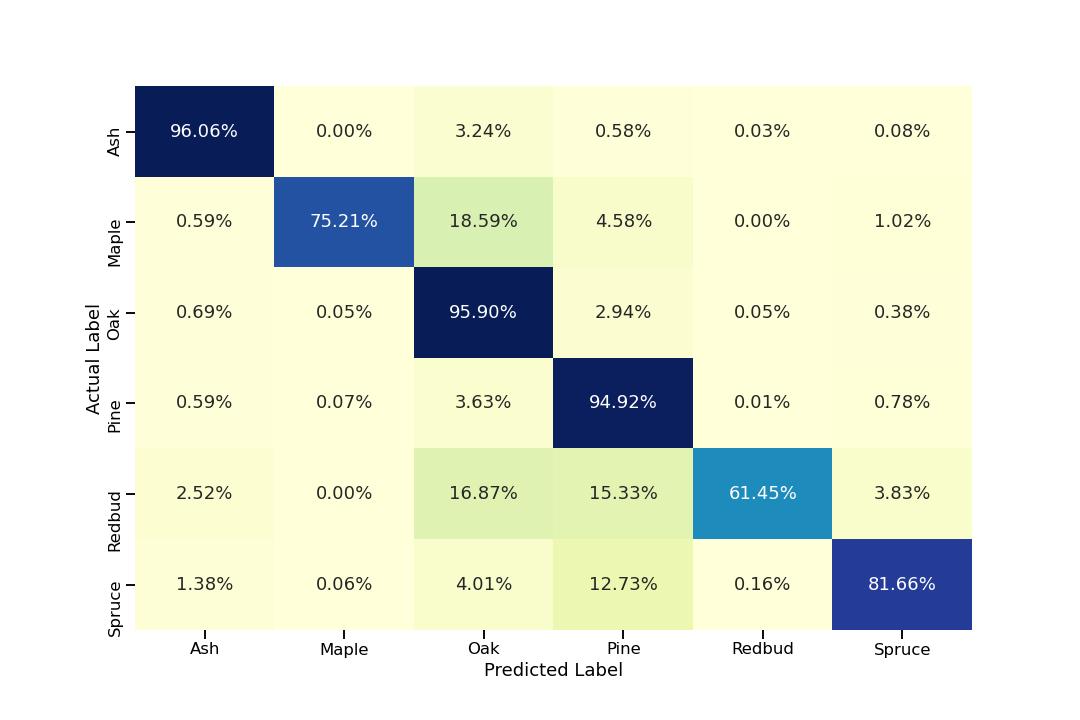 Actual Label
Ash 96.06% 0.00% 3.24% 0.58% 0.03% 0.08%
Maple 0.59% 75.21% 18.59% 4.58% 0.00% 1.02%
Oak 0.69% 0.05% 95.90% 2.94% 0.05% 0.38%
Pine 0.59% 0.07% 3.63% 94.92% 0.01% 0.78%
Redbud 2.52% 0.00% 16.87% 15.33% 61.45% 3.83%
Spruce 1.38% 0.06% 4.01% 12.73% 0.16% 81.66%
Ash Maple Oak Pine Redbud Spruce
Predicted Label